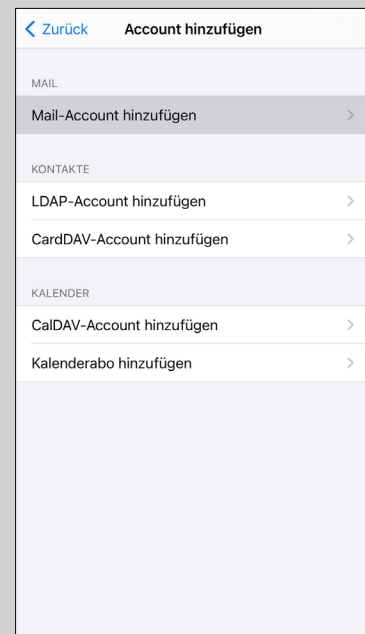 Zurück Account hinzufügen
MAIL
Mail-Account hinzufügen
KONTAKTE
LDAP-Account hinzufügen
CardDAV-Account hinzufügen
KALENDER
CalDAV-Account hinzufügen
Kalenderabo hinzufügen